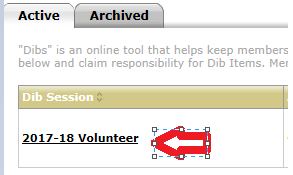 Active Archived
"Dibs" is an online tool that helps keep members
below and claim responsibility for Dib Items. Me
Dib Session
2017-18 Volunteer